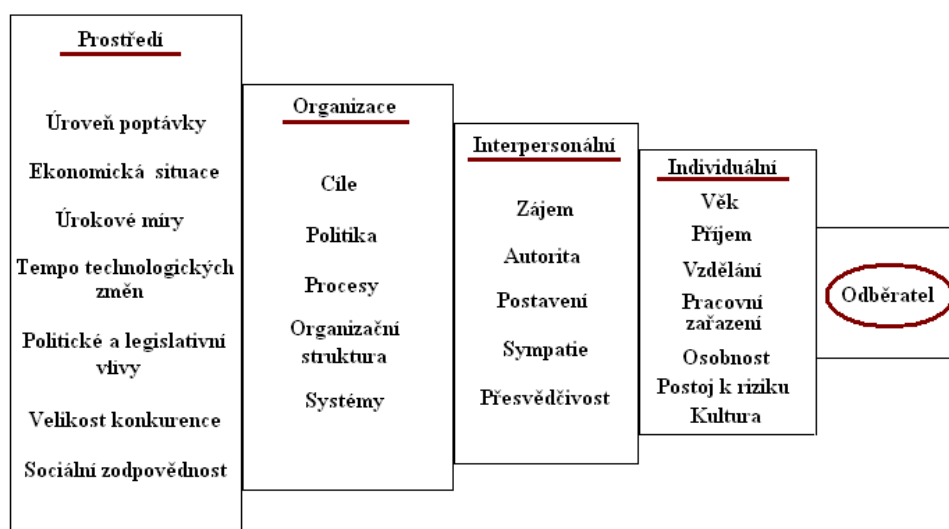 Prostředí
Úroveň poptávky
Ekonomická situace
Úrokové míry
Tempo technologických
změn
Politické a legislativní
vlivy
Velikost konkurence
Sociální zodpovědnost
Organizace
Cíle
Politika
Procesy
Organizační
struktura
Systémy
Interpersonální
Zájem
Autorita
Postavení
Sympatie
Přesvědčivost
Individuální
Věk
Příjem
Vzdělání
Pracovní
zařazení
Osobnost
Postoj k riziku
Kultura
Odběratel